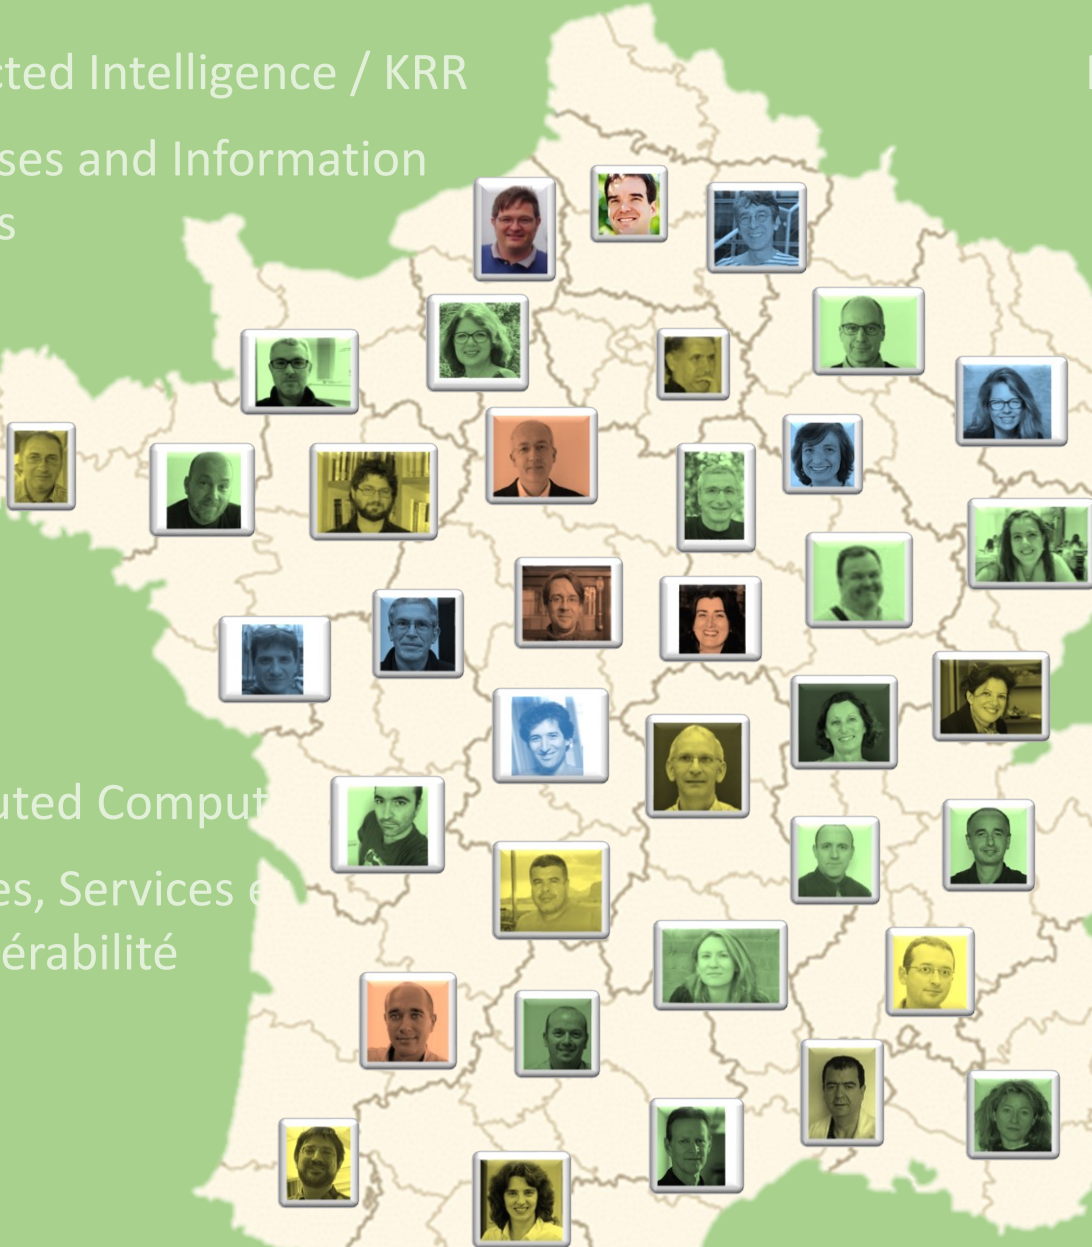 cted Intelligence / KRR
ses and Information
s
uted Comput
es, Services e
érabilité